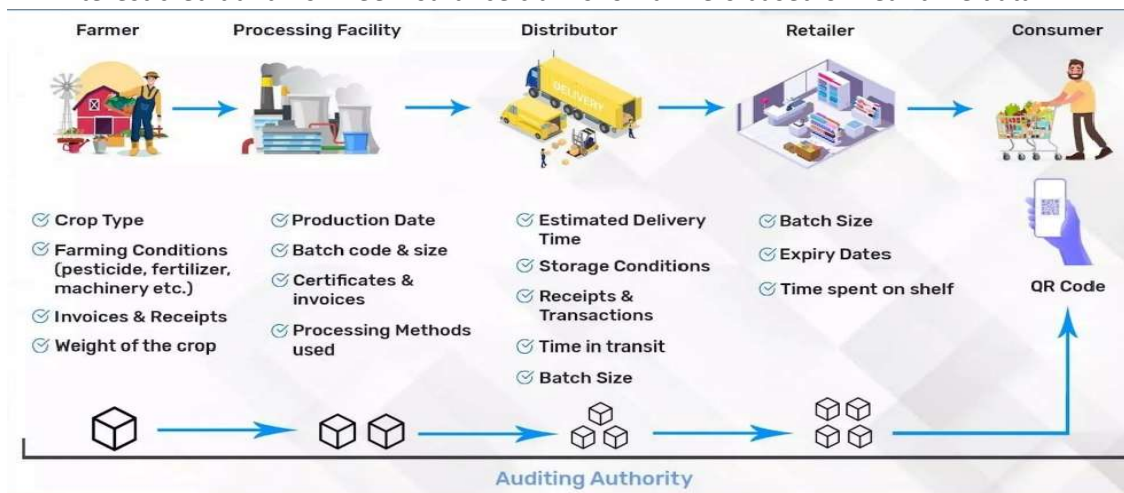 Farmer
Processing Facility
Distributor
Retailer
Consumer
DELIVERY
Crop Type
Farming Conditions
(pesticide, fertilizer,
machinery etc.)
Invoices & Receipts
Weight of the crop
Production Date
Batch code & size
Certificates &
invoices
Processing Methods
used
Estimated Delivery
Time
Storage Conditions
Receipts &
Transactions
Time in transit
Batch Size
Batch Size
Expiry Dates
Time spent on shelf
QR Code
Auditing Authority